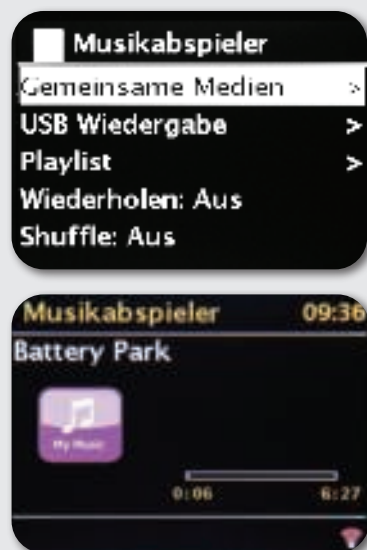 Musikabspieler
Gemeinsame Medien >
USB Wiedergabe >
Playlist >
Wiederholen: Aus
Shuffle: Aus
Musikabspieler 09:36
Battery Park
My Music
0:06 6:27